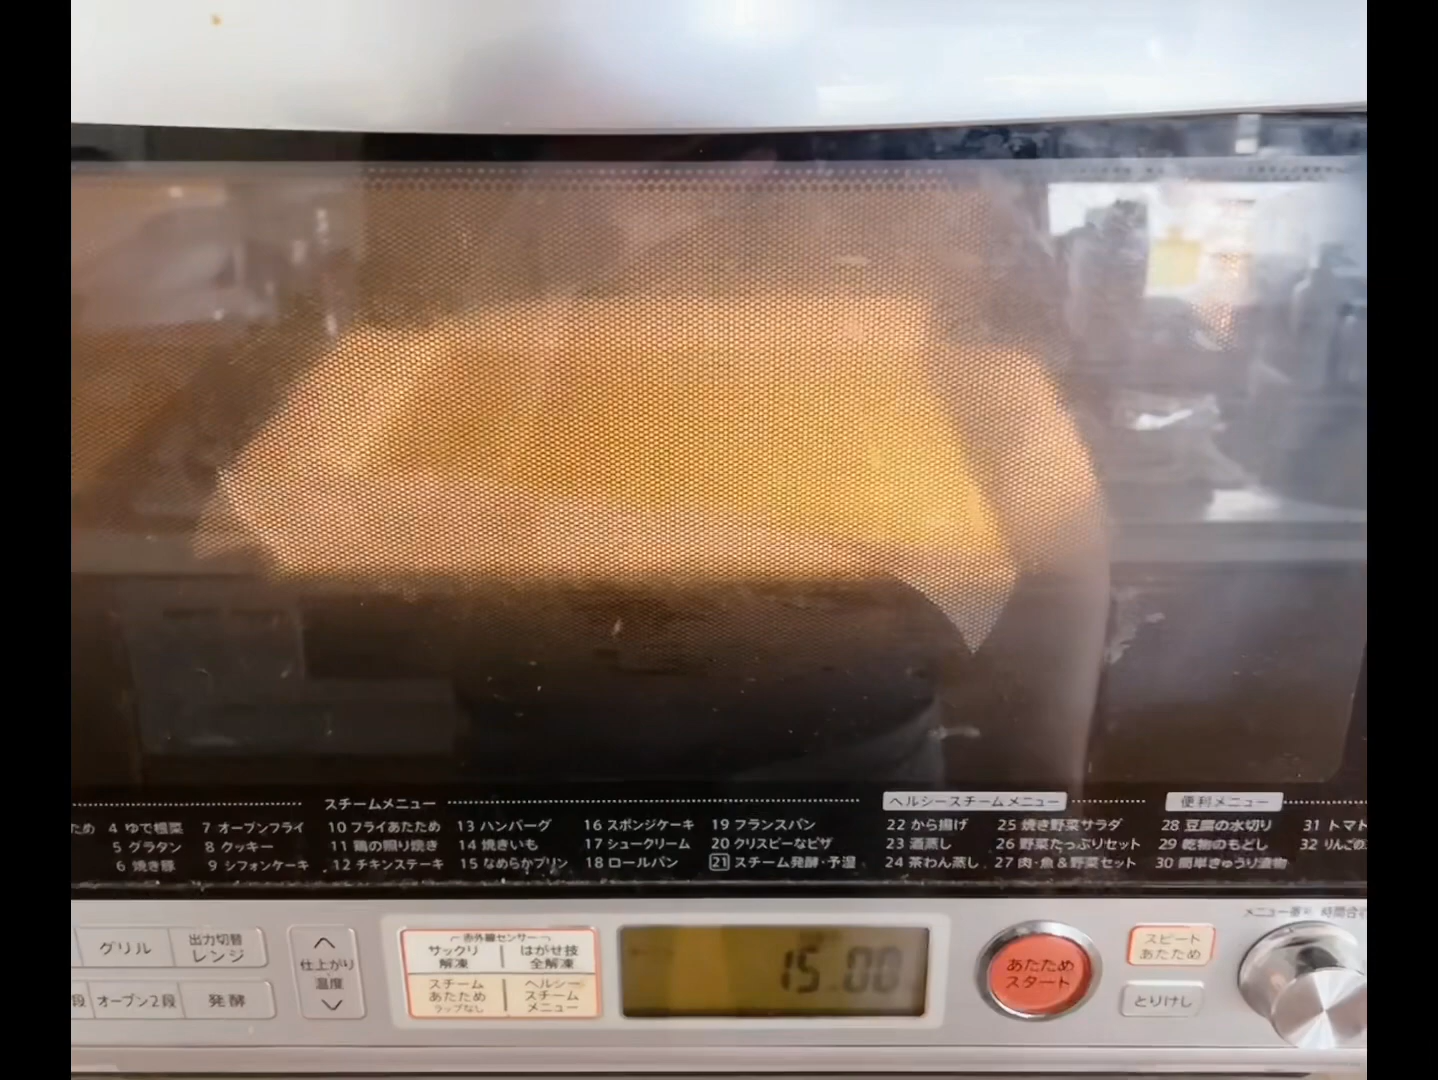 スチームメニュー
ヘルシースチームメニュー
便利メニュー
ため 4 ゆで根菜 7 オーブンフライ 10 フライあたため 13 ハンバーグ 16 スポンジケーキ 19 フランスパン 22 から揚げ 25 焼き野菜サラダ 28 豆腐の水切り 31 トマト
5 グラタン 8 クッキー 11 鶏の照り焼き 14 焼きいも 17 シュークリーム 20 クリスピーなピザ 23 酒蒸し 26 野菜たっぷりセット 29 乾物のもどし 32 りんごの
6 焼き豚 9 シフォンケーキ 12 チキンステーキ 15 なめらかプリン 18 ロールパン 21 スチーム発酵・予温 24 茶わん蒸し 27 肉・魚&野菜セット 30 簡単きゅうり漬物
グリル
出力切替
レンジ
段
オーブン2段
発酵
仕上がり
温度
赤外線センサー
サックリ
解凍
はがせ技
全解凍
スチーム
あたため
ラップなし
ヘルシー
スチーム
メニュー
15.00
あたため
スタート
スピード
あたため
とりけし
メニュー番号 時間合